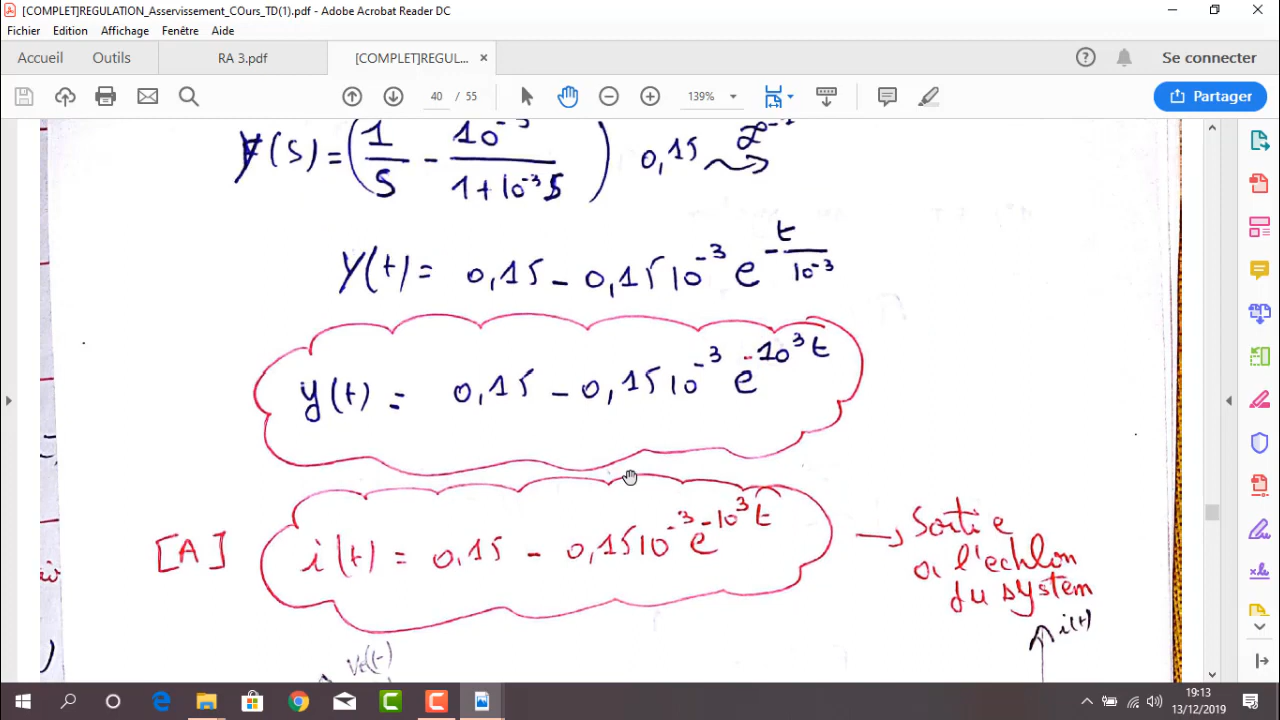 [COMPLET]REGULATION_Asservissement_COurs_TD(1).pdf - Adobe Acrobat Reader DC
Fichier Edition Affichage Fenêtre Aide
Accueil Outils RA 3.pdf [COMPLET]REGUL... × Se connecter
40 / 55 139% Partager
Y(S) = (1/S - 10⁻³/(1+10⁻³S)) 0,15
Y(t) = 0,15 - 0,15 10⁻³ e^(-t/10⁻³)
y(t) = 0,15 - 0,15 10⁻³ e^(-10³t)
[A] i(t) = 0,15 - 0,15 10⁻³ e^(-10³t) → Sortie
a l'echlon
du system
i(t)
19:13
13/12/2019